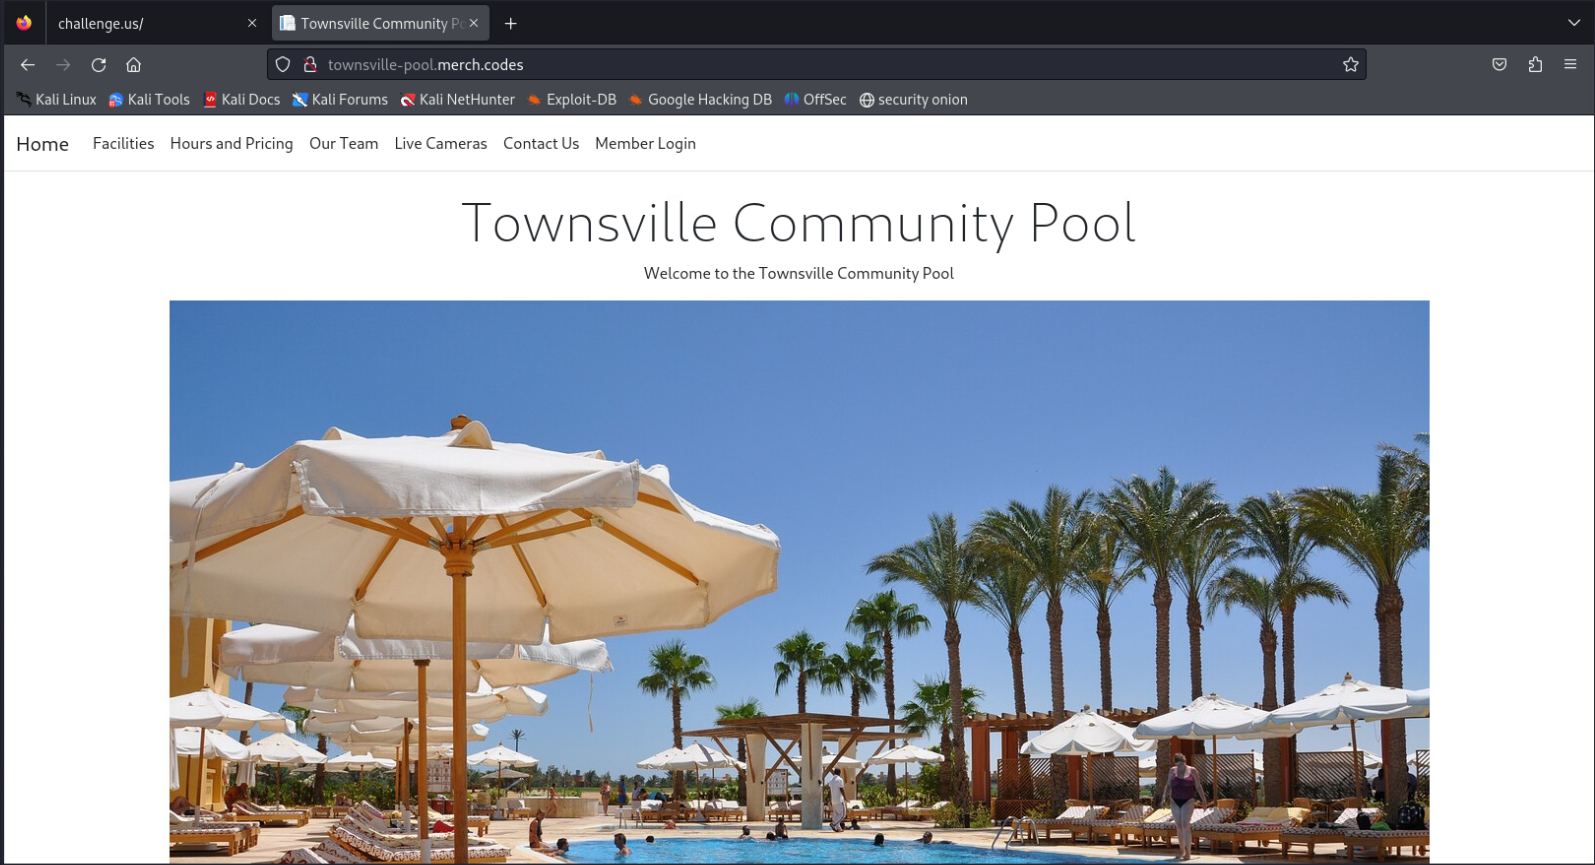 challenge.us/
Townsville Community Po
townsville-pool.merch.codes
Kali Linux Kali Tools Kali Docs Kali Forums Kali NetHunter Exploit-DB Google Hacking DB OffSec security onion
Home Facilities Hours and Pricing Our Team Live Cameras Contact Us Member Login
Townsville Community Pool
Welcome to the Townsville Community Pool